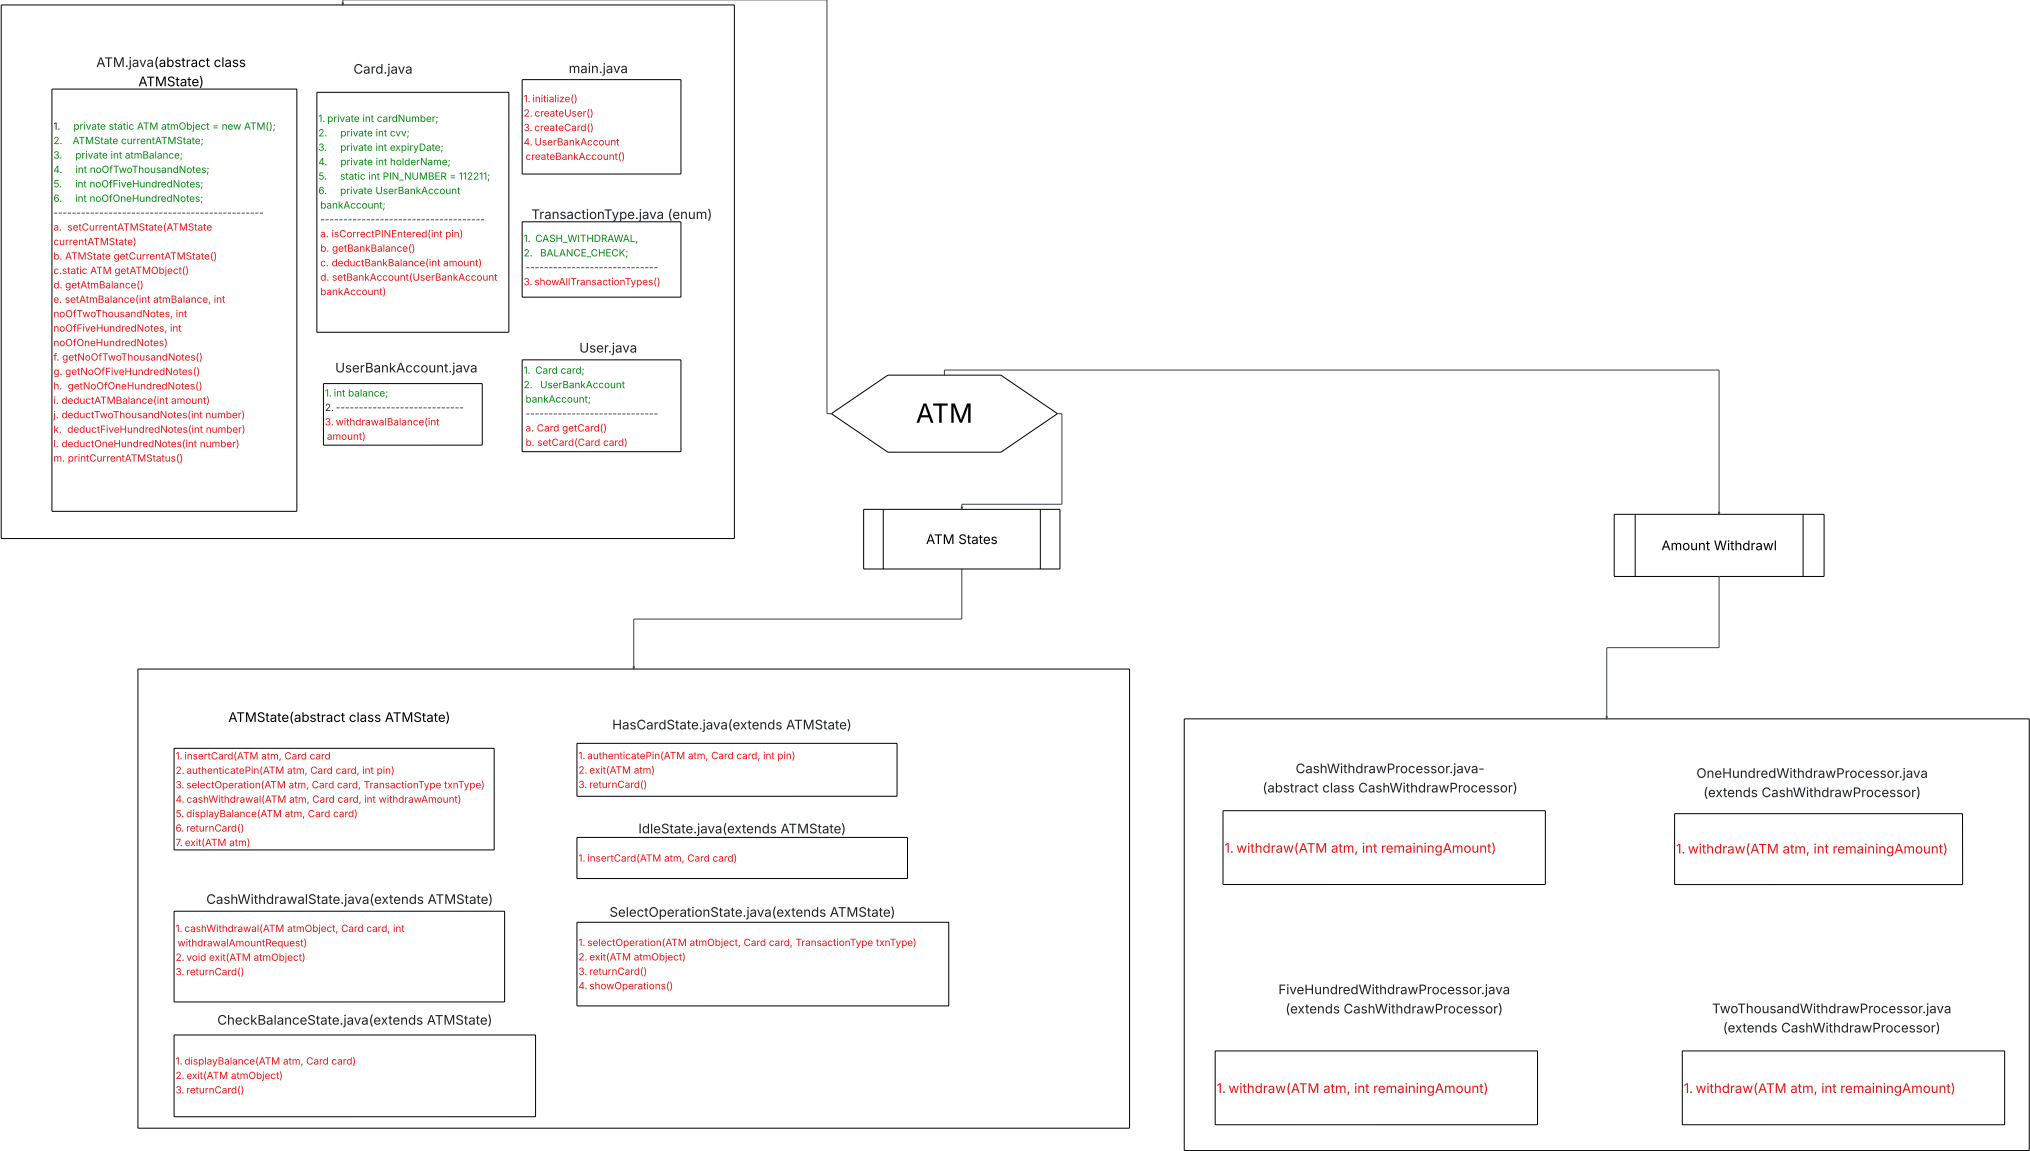 ATM.java(abstract class
ATMState)
1. private static ATM atmObject = new ATM();
2. ATMState currentATMState;
3. private int atmBalance;
4. int noOfTwoThousandNotes;
5. int noOfFiveHundredNotes;
6. int noOfOneHundredNotes;
----------------------------------------------
a. setCurrentATMState(ATMState
currentATMState)
b. ATMState getCurrentATMState()
c.static ATM getATMObject()
d. getAtmBalance()
e. setAtmBalance(int atmBalance, int
noOfTwoThousandNotes, int
noOfFiveHundredNotes, int
noOfOneHundredNotes)
f. getNoOfTwoThousandNotes()
g. getNoOfFiveHundredNotes()
h. getNoOfOneHundredNotes()
i. deductATMBalance(int amount)
j. deductTwoThousandNotes(int number)
k. deductFiveHundredNotes(int number)
l. deductOneHundredNotes(int number)
m. printCurrentATMStatus()
Card.java
1. private int cardNumber;
2. private int cvv;
3. private int expiryDate;
4. private int holderName;
5. static int PIN_NUMBER = 112211;
6. private UserBankAccount
bankAccount;
------------------------------------
a. isCorrectPINEntered(int pin)
b. getBankBalance()
c. deductBankBalance(int amount)
d. setBankAccount(UserBankAccount
bankAccount)
main.java
1. initialize()
2. createUser()
3. createCard()
4. UserBankAccount
createBankAccount()
TransactionType.java (enum)
1. CASH_WITHDRAWAL,
2. BALANCE_CHECK;
-----------------------------
3. showAllTransactionTypes()
UserBankAccount.java
1. int balance;
2. ----------------------------
3. withdrawalBalance(int
amount)
User.java
1. Card card;
2. UserBankAccount
bankAccount;
-----------------------------
a. Card getCard()
b. setCard(Card card)
ATM
ATM States
Amount Withdrawl
ATMState(abstract class ATMState)
1. insertCard(ATM atm, Card card
2. authenticatePin(ATM atm, Card card, int pin)
3. selectOperation(ATM atm, Card card, TransactionType txnType)
4. cashWithdrawal(ATM atm, Card card, int withdrawAmount)
5. displayBalance(ATM atm, Card card)
6. returnCard()
7. exit(ATM atm)
HasCardState.java(extends ATMState)
1. authenticatePin(ATM atm, Card card, int pin)
2. exit(ATM atm)
3. returnCard()
IdleState.java(extends ATMState)
1. insertCard(ATM atm, Card card)
CashWithdrawalState.java(extends ATMState)
1. cashWithdrawal(ATM atmObject, Card card, int
withdrawalAmountRequest)
2. void exit(ATM atmObject)
3. returnCard()
SelectOperationState.java(extends ATMState)
1. selectOperation(ATM atmObject, Card card, TransactionType txnType)
2. exit(ATM atmObject)
3. returnCard()
4. showOperations()
CheckBalanceState.java(extends ATMState)
1. displayBalance(ATM atm, Card card)
2. exit(ATM atmObject)
3. returnCard()
CashWithdrawProcessor.java-
(abstract class CashWithdrawProcessor)
1. withdraw(ATM atm, int remainingAmount)
OneHundredWithdrawProcessor.java
(extends CashWithdrawProcessor)
1. withdraw(ATM atm, int remainingAmount)
FiveHundredWithdrawProcessor.java
(extends CashWithdrawProcessor)
1. withdraw(ATM atm, int remainingAmount)
TwoThousandWithdrawProcessor.java
(extends CashWithdrawProcessor)
1. withdraw(ATM atm, int remainingAmount)